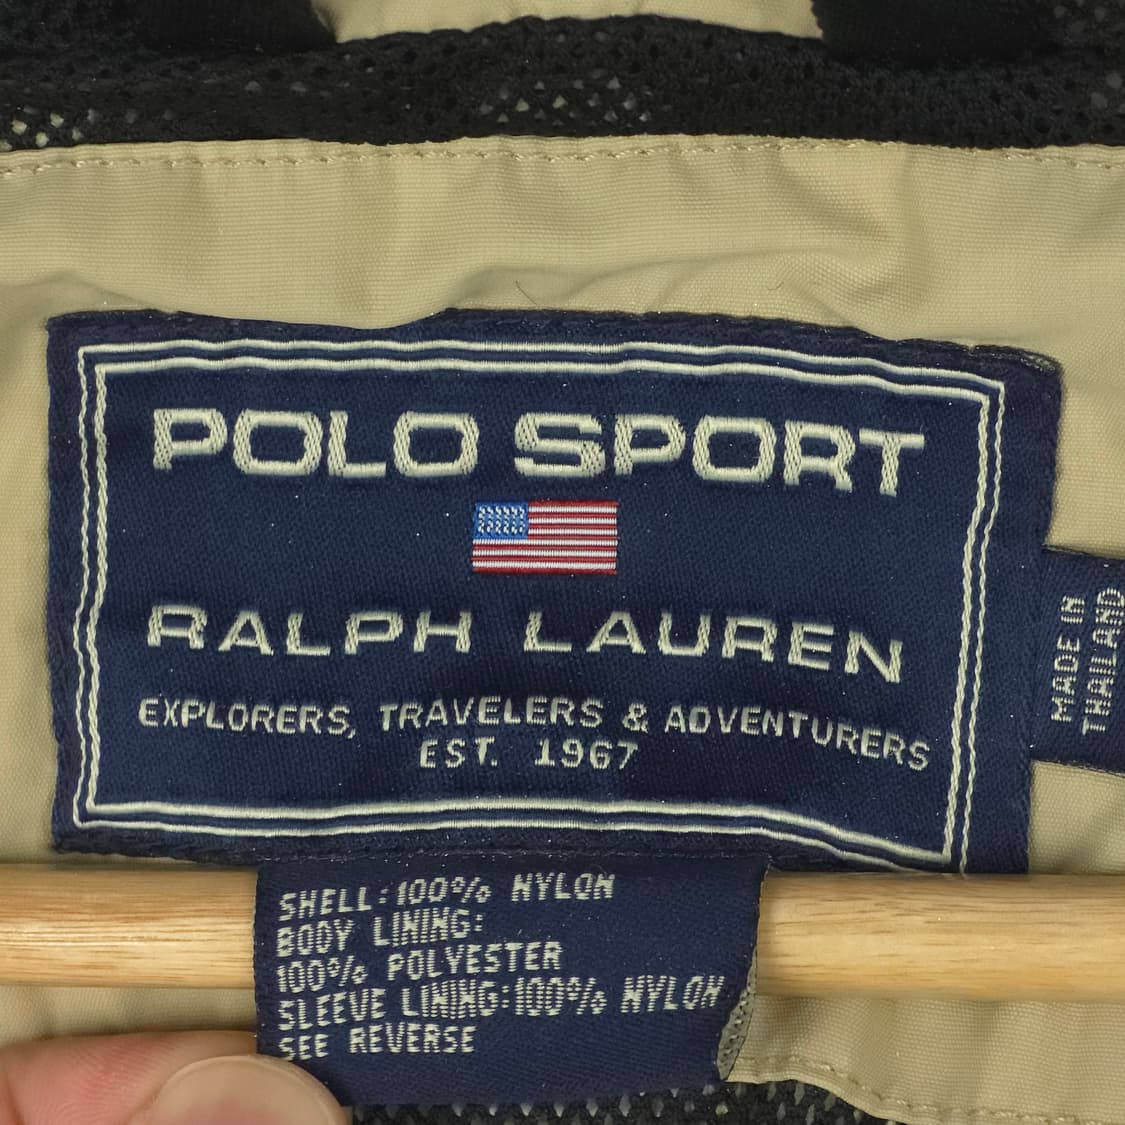 POLO SPORT
RALPH LAUREN
EXPLORERS, TRAVELERS & ADVENTURERS
EST. 1967
MADE IN
THAILAND
SHELL:100% NYLON
BODY LINING:
100% POLYESTER
SLEEVE LINING:100% NYLON
SEE REVERSE